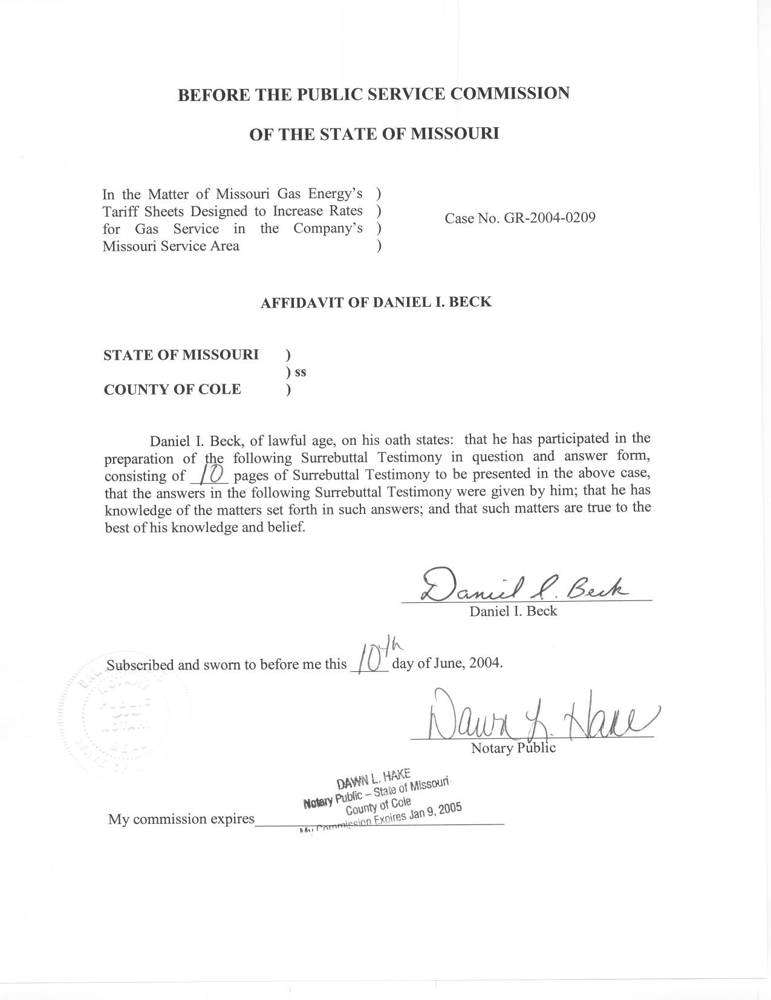 BEFORE THE PUBLIC SERVICE COMMISSION
OF THE STATE OF MISSOURI
In the Matter of Missouri Gas Energy's )
Tariff Sheets Designed to Increase Rates )
for Gas Service in the Company's )
Missouri Service Area )
Case No. GR-2004-0209
AFFIDAVIT OF DANIEL I. BECK
STATE OF MISSOURI )
) ss
COUNTY OF COLE )
Daniel I. Beck, of lawful age, on his oath states: that he has participated in the
preparation of the following Surrebuttal Testimony in question and answer form,
consisting of 10 pages of Surrebuttal Testimony to be presented in the above case,
that the answers in the following Surrebuttal Testimony were given by him; that he has
knowledge of the matters set forth in such answers; and that such matters are true to the
best of his knowledge and belief.
Daniel I. Beck
Daniel I. Beck
Subscribed and sworn to before me this 10th day of June, 2004.
NOTARY
PUBLIC
NOTARY
SEAL
STATE OF
Dawn L. Hake
Notary Public
DAWN L. HAKE
Notary Public – State of Missouri
County of Cole
My Commission Expires Jan 9, 2005
My commission expires